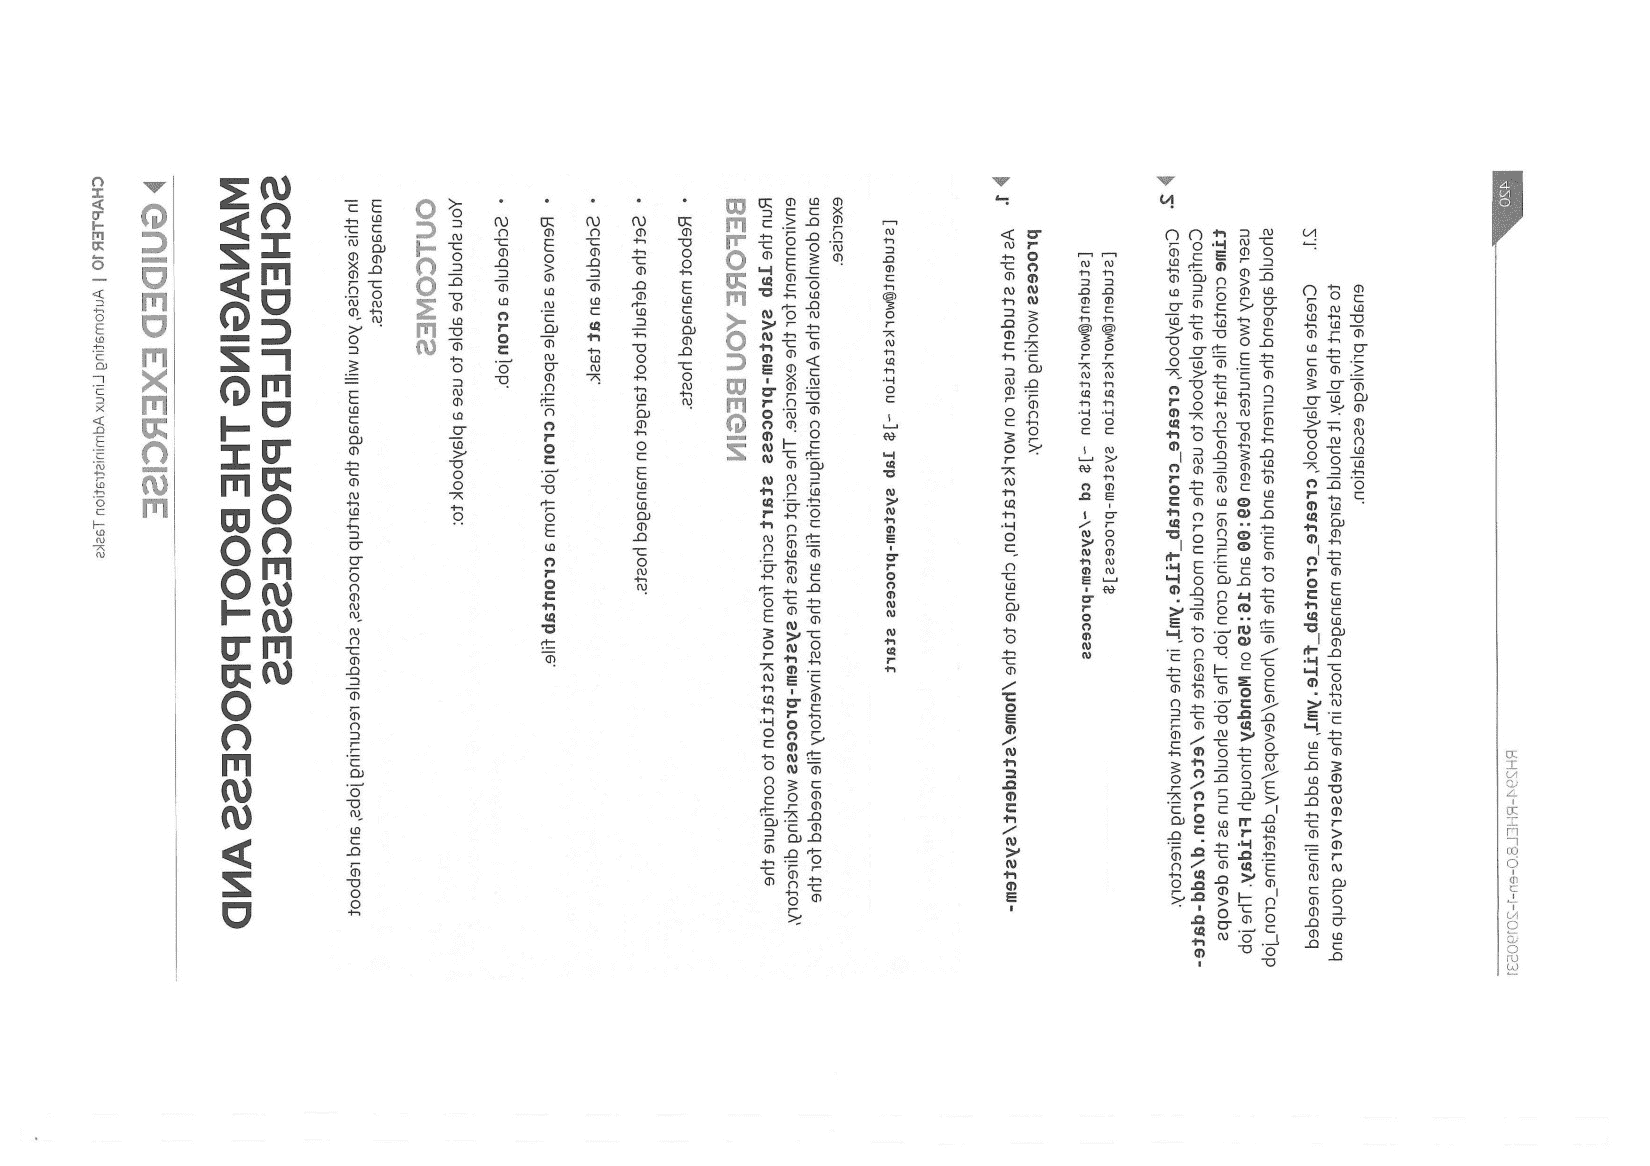 CHAPTER 10 | Automating Linux Administration Tasks
GUIDED EXERCISE
MANAGING THE BOOT PROCESS AND
SCHEDULED PROCESSES
In this exercise, you will manage the startup process, schedule recurring jobs, and reboot
managed hosts.
OUTCOMES
You should be able to use a playbook to:
• Schedule a cron job.
• Remove a single specific cron job from a crontab file.
• Schedule an at task.
• Set the default boot target on managed hosts.
• Reboot managed hosts.
BEFORE YOU BEGIN
Run the lab system-process start script from workstation to configure the
environment for the exercise. The script creates the system-process working directory,
and downloads the Ansible configuration file and the host inventory file needed for the
exercise.
[student@workstation ~]$ lab system-process start
1. As the student user on workstation, change to the /home/student/system-
process working directory.
[student@workstation ~]$ cd ~/system-process
[student@workstation system-process]$
2. Create a playbook, create_crontab_file.yml, in the current working directory.
Configure the playbook to use the cron module to create the /etc/cron.d/add-date-
time crontab file that schedules a recurring cron job. The job should run as the devops
user every two minutes between 09:00 and 16:59 on Monday through Friday. The job
should append the current date and time to the file /home/devops/my_datetime_cron_job
2.1. Create a new playbook, create_crontab_file.yml, and add the lines needed
to start the play. It should target the managed hosts in the webservers group and
enable privilege escalation.
420
RH294-RHEL8.0-en-1-20190531